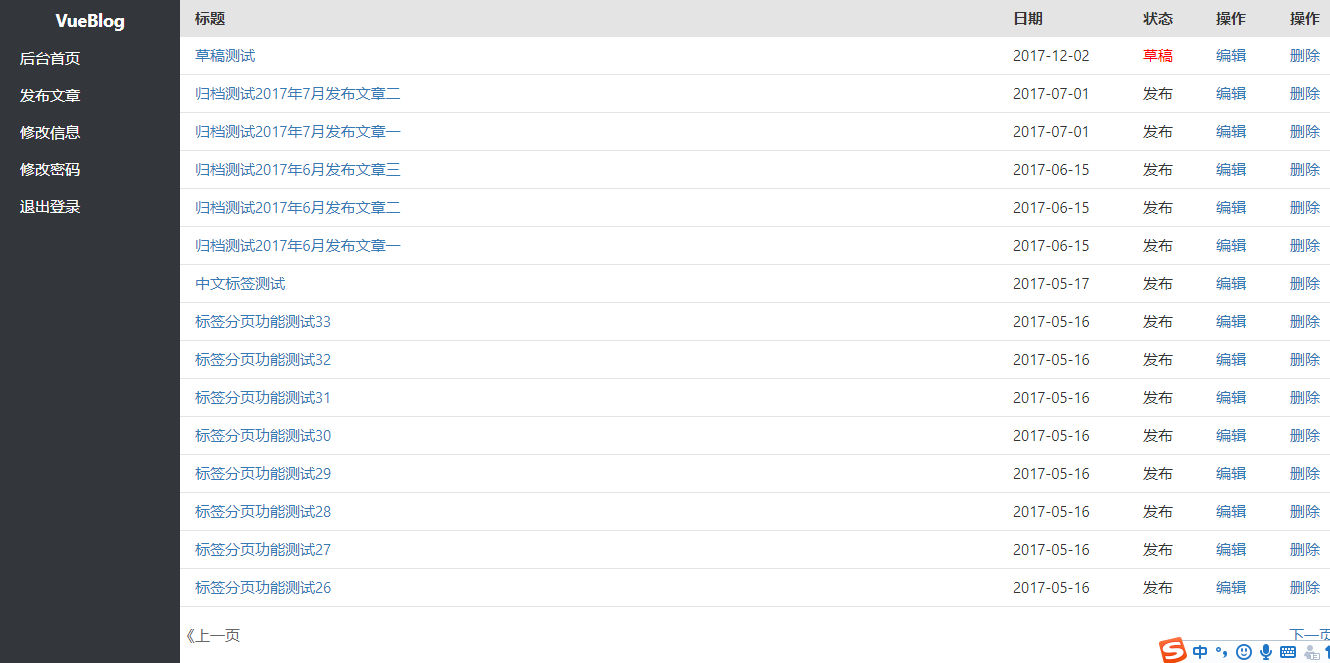 VueBlog
后台首页
发布文章
修改信息
修改密码
退出登录
标题 日期 状态 操作 操作
草稿测试 2017-12-02 草稿 编辑 删除
归档测试2017年7月发布文章二 2017-07-01 发布 编辑 删除
归档测试2017年7月发布文章一 2017-07-01 发布 编辑 删除
归档测试2017年6月发布文章三 2017-06-15 发布 编辑 删除
归档测试2017年6月发布文章二 2017-06-15 发布 编辑 删除
归档测试2017年6月发布文章一 2017-06-15 发布 编辑 删除
中文标签测试 2017-05-17 发布 编辑 删除
标签分页功能测试33 2017-05-16 发布 编辑 删除
标签分页功能测试32 2017-05-16 发布 编辑 删除
标签分页功能测试31 2017-05-16 发布 编辑 删除
标签分页功能测试30 2017-05-16 发布 编辑 删除
标签分页功能测试29 2017-05-16 发布 编辑 删除
标签分页功能测试28 2017-05-16 发布 编辑 删除
标签分页功能测试27 2017-05-16 发布 编辑 删除
标签分页功能测试26 2017-05-16 发布 编辑 删除
《上一页 下一页
S 中 °,